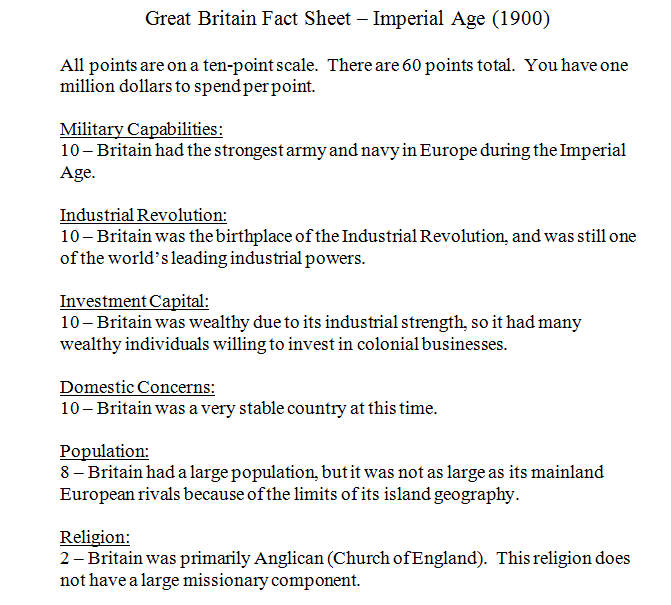 Great Britain Fact Sheet – Imperial Age (1900)
All points are on a ten-point scale. There are 60 points total. You have one
million dollars to spend per point.
Military Capabilities:
10 – Britain had the strongest army and navy in Europe during the Imperial
Age.
Industrial Revolution:
10 – Britain was the birthplace of the Industrial Revolution, and was still one
of the world's leading industrial powers.
Investment Capital:
10 – Britain was wealthy due to its industrial strength, so it had many
wealthy individuals willing to invest in colonial businesses.
Domestic Concerns:
10 – Britain was a very stable country at this time.
Population:
8 – Britain had a large population, but it was not as large as its mainland
European rivals because of the limits of its island geography.
Religion:
2 – Britain was primarily Anglican (Church of England). This religion does
not have a large missionary component.